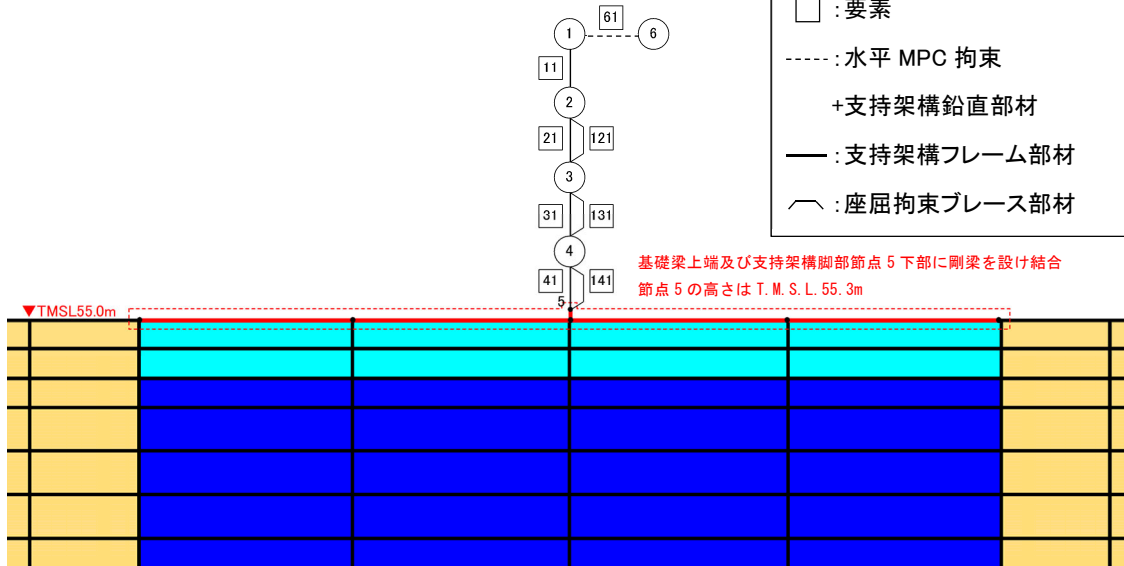 61
1
6
11
2
21
121
3
31
131
4
41
141
5
:要素
:水平 MPC 拘束
+支持架構鉛直部材
:支持架構フレーム部材
:座屈拘束ブレース部材
基礎梁上端及び支持架構脚部節点 5 下部に剛梁を設け結合
節点 5 の高さは T.M.S.L.55.3m
▼TMSL55.0m